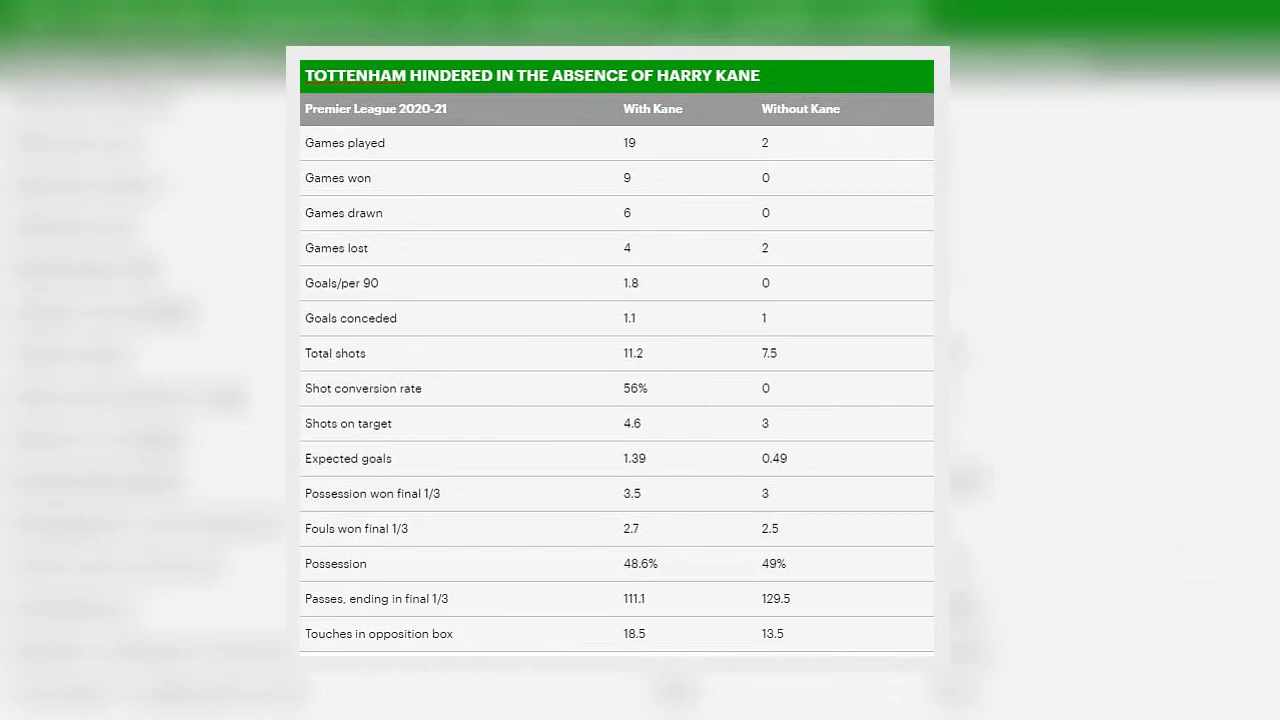 TOTTENHAM HINDERED IN THE ABSENCE OF HARRY KANE
Premier League 2020-21 With Kane Without Kane
Games played 19 2
Games won 9 0
Games drawn 6 0
Games lost 4 2
Goals/per 90 1.8 0
Goals conceded 1.1 1
Total shots 11.2 7.5
Shot conversion rate 56% 0
Shots on target 4.6 3
Expected goals 1.39 0.49
Possession won final 1/3 3.5 3
Fouls won final 1/3 2.7 2.5
Possession 48.6% 49%
Passes, ending in final 1/3 111.1 129.5
Touches in opposition box 18.5 13.5